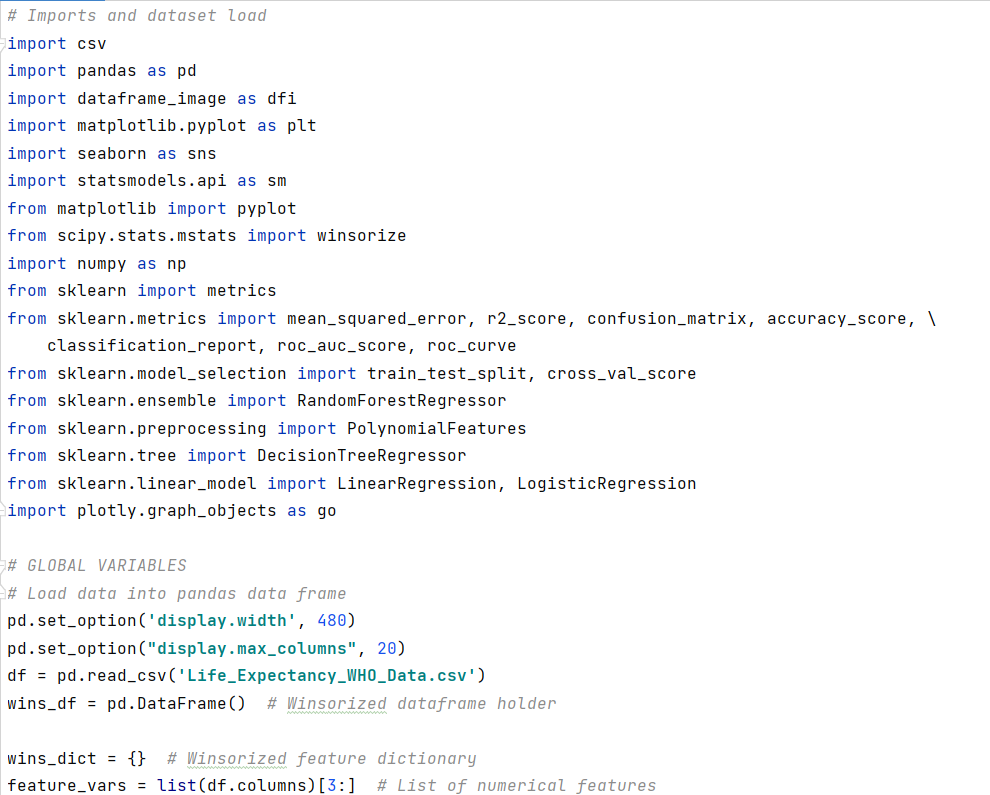 # Imports and dataset load
import csv
import pandas as pd
import dataframe_image as dfi
import matplotlib.pyplot as plt
import seaborn as sns
import statsmodels.api as sm
from matplotlib import pyplot
from scipy.stats.mstats import winsorize
import numpy as np
from sklearn import metrics
from sklearn.metrics import mean_squared_error, r2_score, confusion_matrix, accuracy_score, \
    classification_report, roc_auc_score, roc_curve
from sklearn.model_selection import train_test_split, cross_val_score
from sklearn.ensemble import RandomForestRegressor
from sklearn.preprocessing import PolynomialFeatures
from sklearn.tree import DecisionTreeRegressor
from sklearn.linear_model import LinearRegression, LogisticRegression
import plotly.graph_objects as go

# GLOBAL VARIABLES
# Load data into pandas data frame
pd.set_option('display.width', 480)
pd.set_option("display.max_columns", 20)
df = pd.read_csv('Life_Expectancy_WHO_Data.csv')
wins_df = pd.DataFrame()  # Winsorized dataframe holder

wins_dict = {}  # Winsorized feature dictionary
feature_vars = list(df.columns)[3:]  # List of numerical features